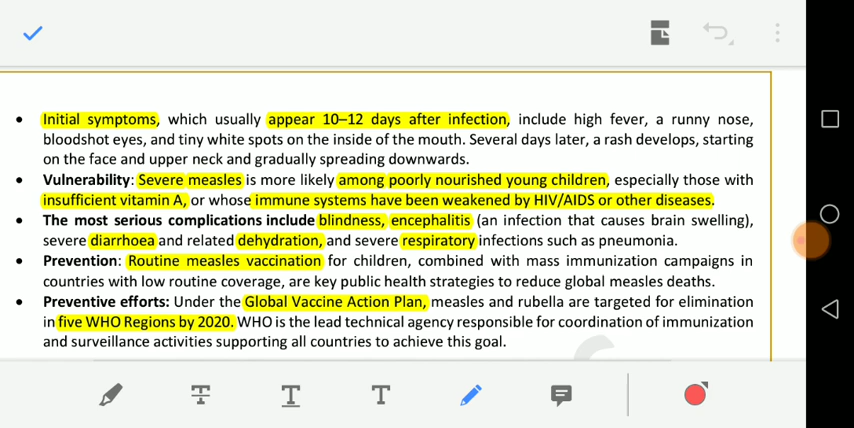 • Initial symptoms, which usually appear 10–12 days after infection, include high fever, a runny nose,
bloodshot eyes, and tiny white spots on the inside of the mouth. Several days later, a rash develops, starting
on the face and upper neck and gradually spreading downwards.
• Vulnerability: Severe measles is more likely among poorly nourished young children, especially those with
insufficient vitamin A, or whose immune systems have been weakened by HIV/AIDS or other diseases.
• The most serious complications include blindness, encephalitis (an infection that causes brain swelling),
severe diarrhoea and related dehydration, and severe respiratory infections such as pneumonia.
• Prevention: Routine measles vaccination for children, combined with mass immunization campaigns in
countries with low routine coverage, are key public health strategies to reduce global measles deaths.
• Preventive efforts: Under the Global Vaccine Action Plan, measles and rubella are targeted for elimination
in five WHO Regions by 2020. WHO is the lead technical agency responsible for coordination of immunization
and surveillance activities supporting all countries to achieve this goal.
T T T